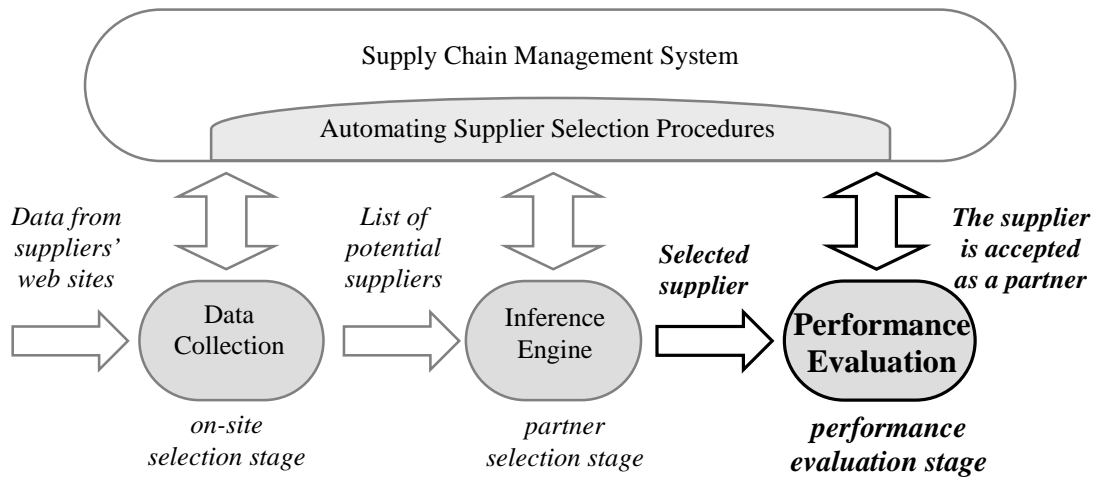 Supply Chain Management System
Automating Supplier Selection Procedures
Data from
suppliers’
web sites
List of
potential
suppliers
Selected
supplier
The supplier
is accepted
as a partner
Data
Collection
Inference
Engine
Performance
Evaluation
on-site
selection stage
partner
selection stage
performance
evaluation stage